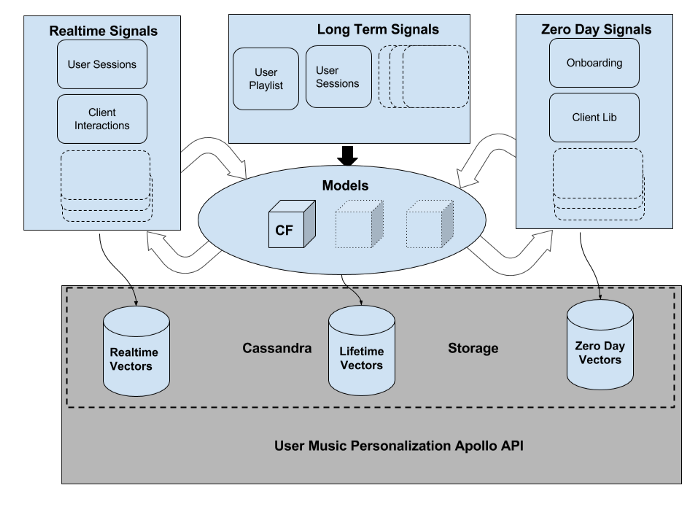 Realtime Signals
User Sessions
Client
Interactions
Long Term Signals
User
Playlist
User
Sessions
Zero Day Signals
Onboarding
Client Lib
Models
CF
Realtime
Vectors
Cassandra
Lifetime
Vectors
Storage
Zero Day
Vectors
User Music Personalization Apollo API